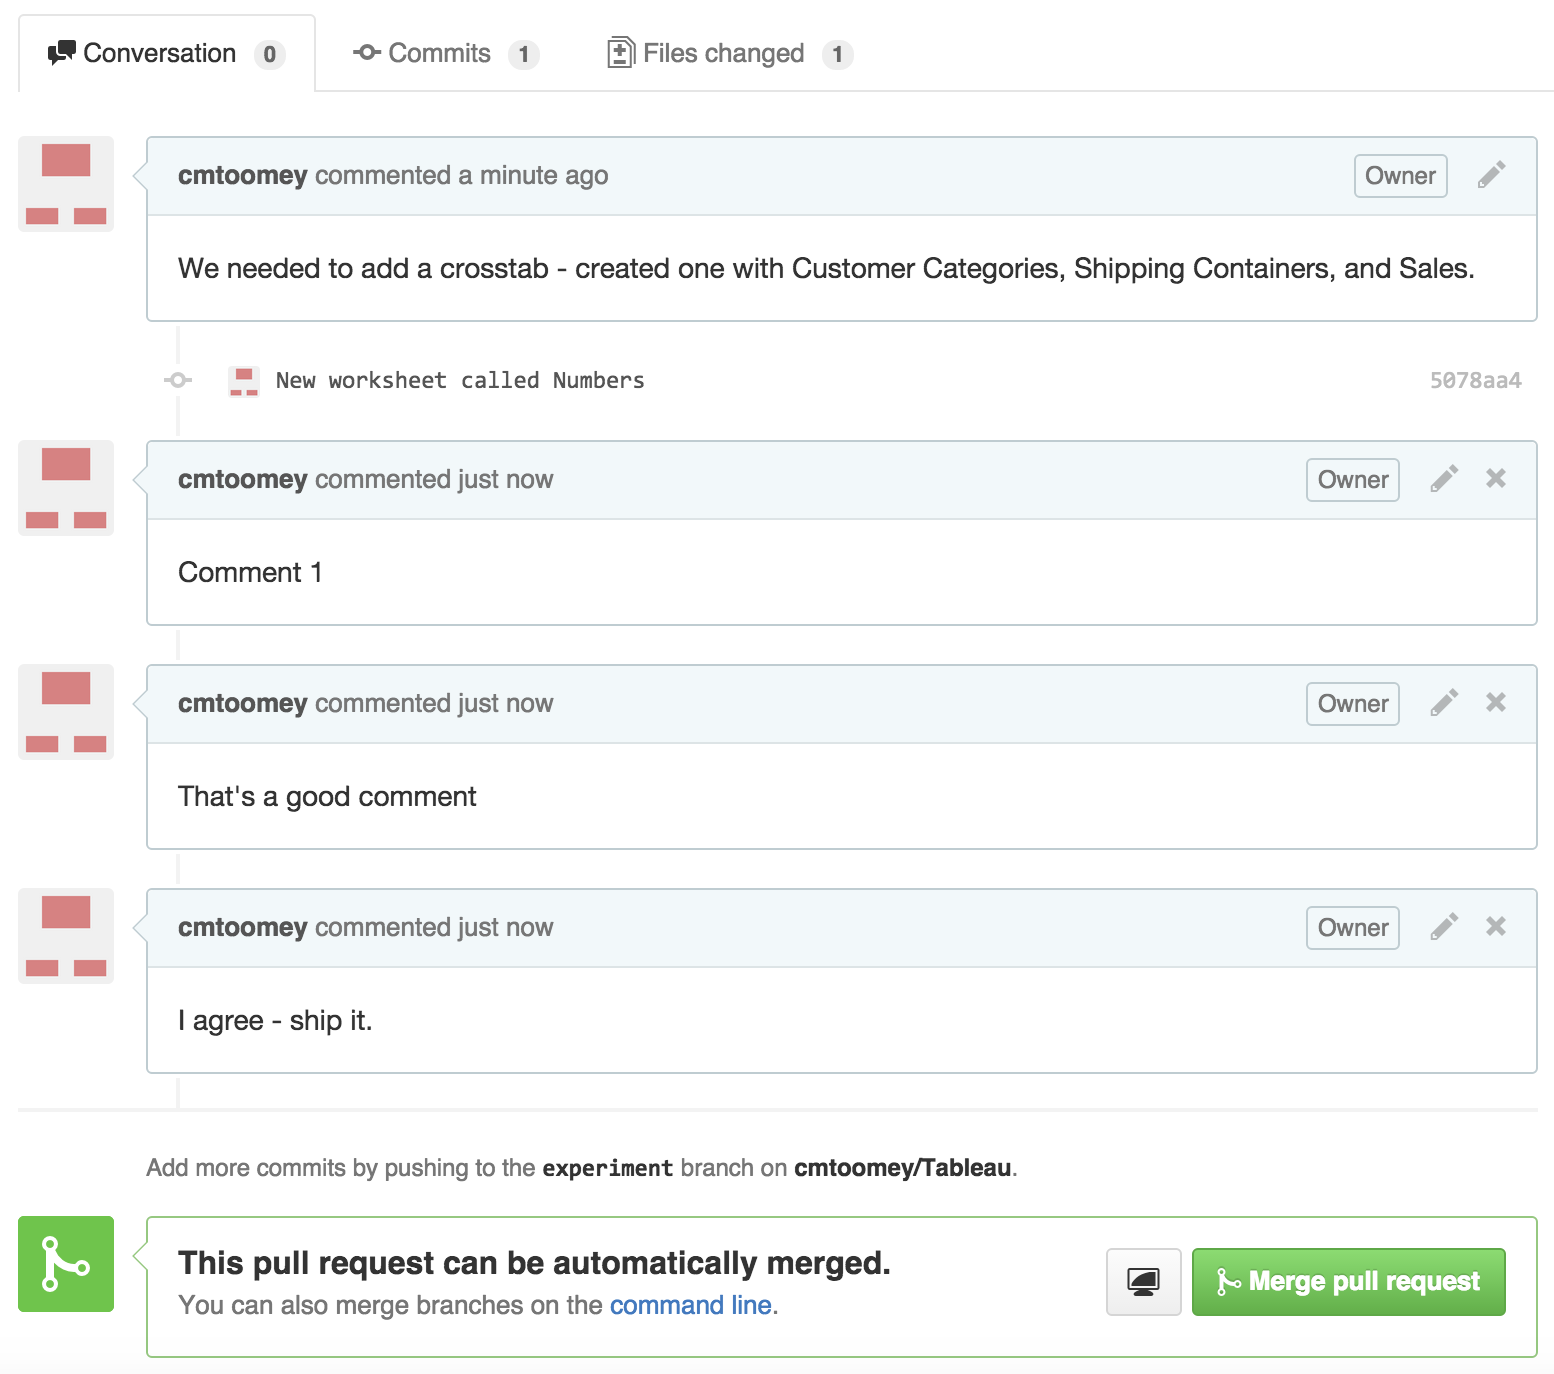 Conversation 0 Commits 1 Files changed 1
cmtoomey commented a minute ago Owner
We needed to add a crosstab - created one with Customer Categories, Shipping Containers, and Sales.
New worksheet called Numbers 5078aa4
cmtoomey commented just now Owner
Comment 1
cmtoomey commented just now Owner
That's a good comment
cmtoomey commented just now Owner
I agree - ship it.
Add more commits by pushing to the experiment branch on cmtoomey/Tableau.
This pull request can be automatically merged.
You can also merge branches on the command line.
Merge pull request